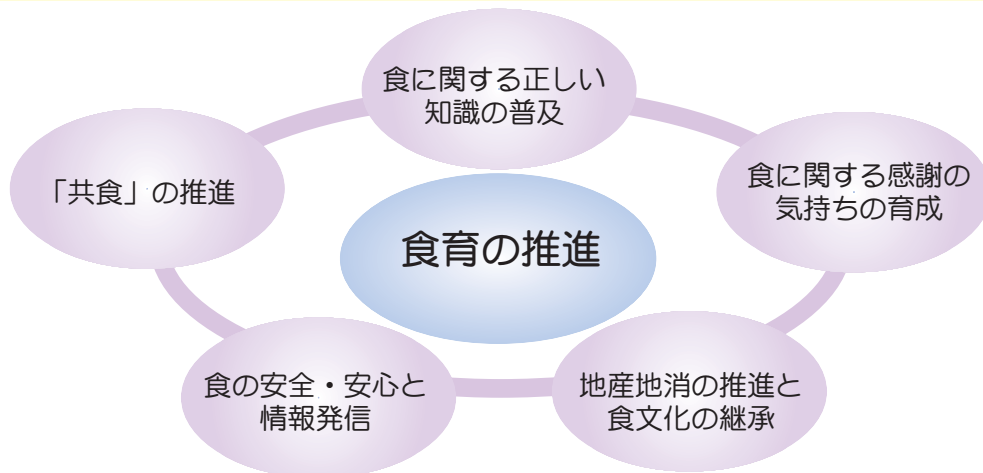 食に関する正しい
知識の普及
「共食」の推進
食に関する感謝の
気持ちの育成
食育の推進
食の安全・安心と
情報発信
地産地消の推進と
食文化の継承